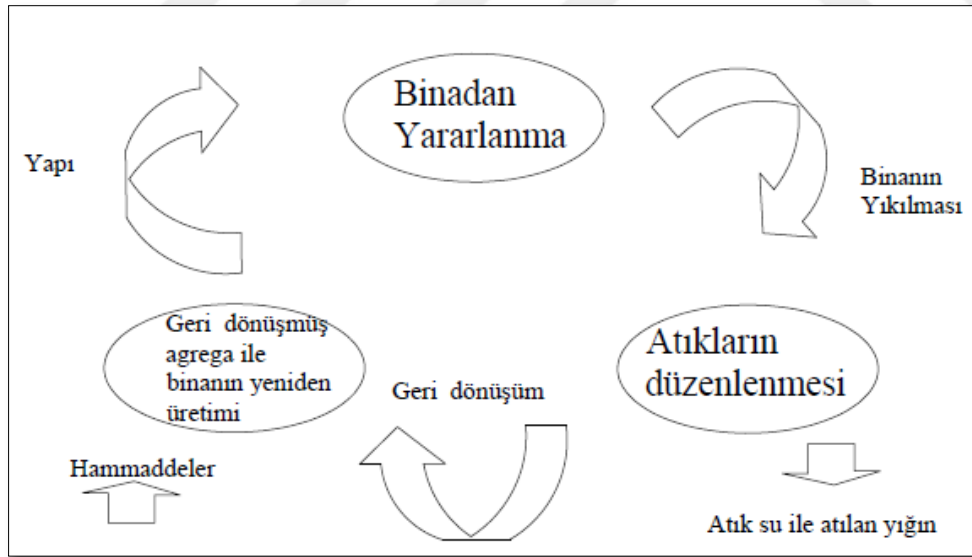 Binadan
Yararlanma
Yapı
Binanın
Yıkılması
Geri dönüşmüş
agrega ile
binanın yeniden
üretimi
Atıkların
düzenlenmesi
Geri dönüşüm
Hammaddeler
Atık su ile atılan yığın